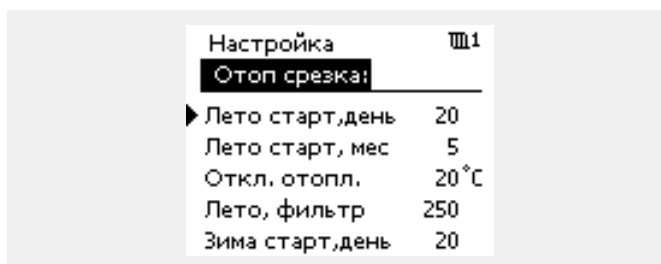 Настройка 1
Отоп срезка:
Лето старт,день 20
Лето старт, мес 5
Откл. отопл. 20°C
Лето, фильтр 250
Зима старт,день 20